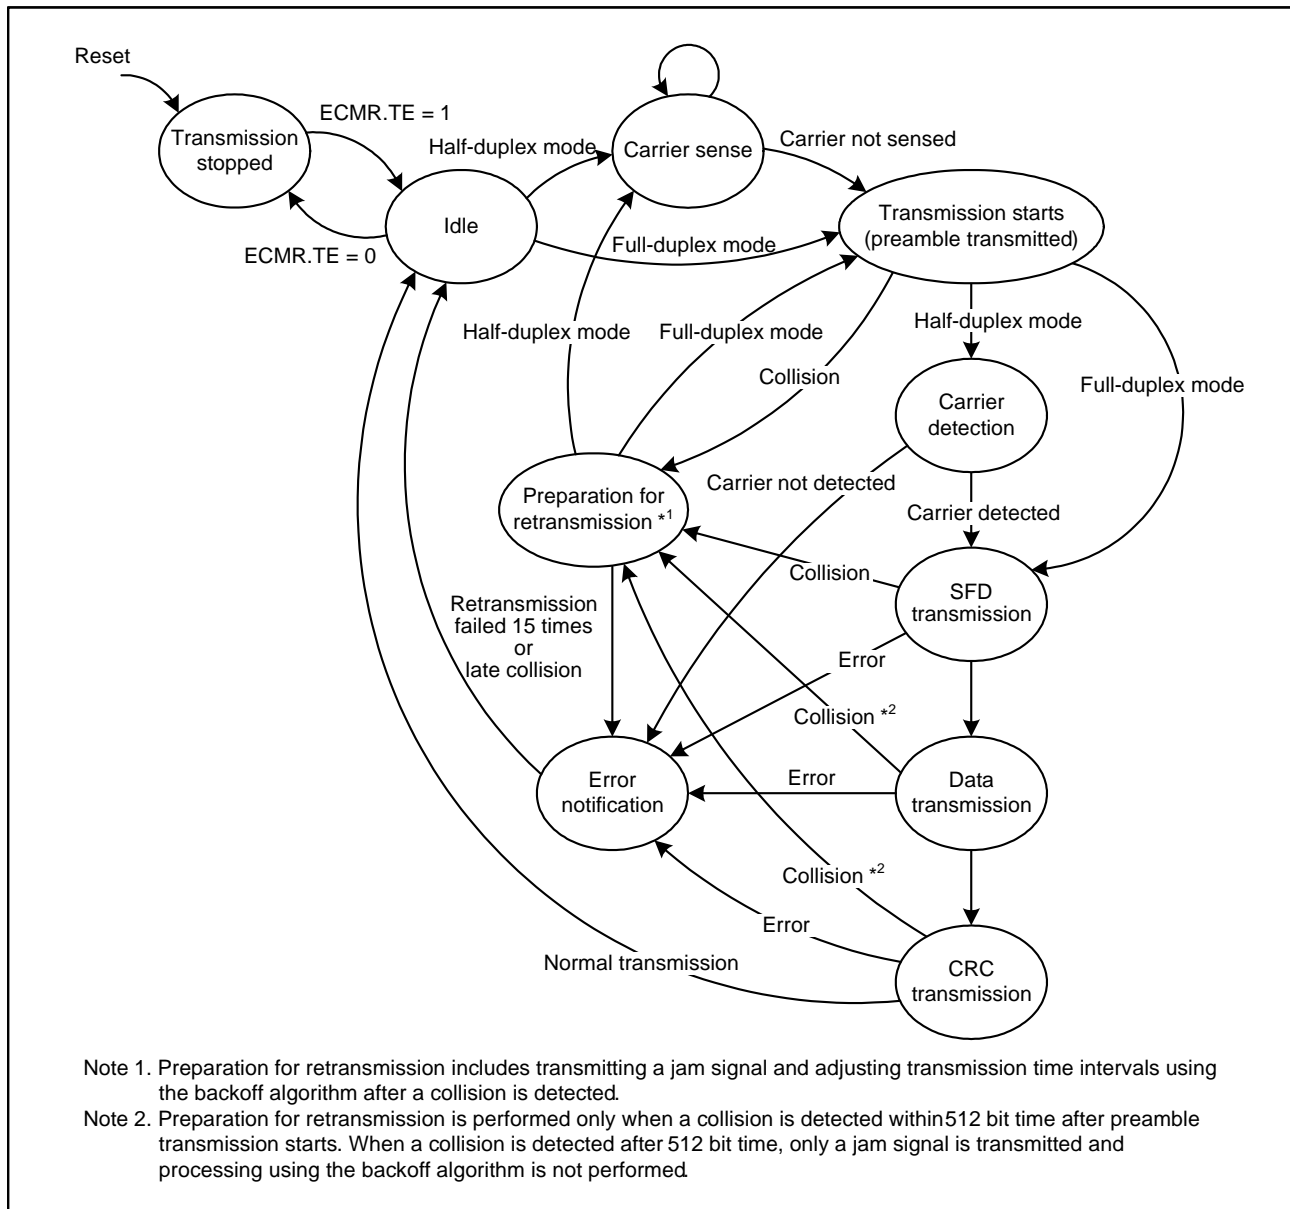 Reset
ECMR.TE = 1
Transmission
stopped
Half-duplex mode
Carrier sense
Carrier not sensed
Idle
ECMR.TE = 0
Full-duplex mode
Transmission starts
(preamble transmitted)
Half-duplex mode
Full-duplex mode
Half-duplex mode
Collision
Full-duplex mode
Carrier
detection
Preparation for
retransmission *1
Carrier not detected
Carrier detected
Collision
SFD
transmission
Retransmission
failed 15 times
or
late collision
Error
Collision *2
Error
notification
Error
Data
transmission
Collision *2
Error
Normal transmission
CRC
transmission
Note 1. Preparation for retransmission includes transmitting a jam signal and adjusting transmission time intervals using
the backoff algorithm after a collision is detected.
Note 2. Preparation for retransmission is performed only when a collision is detected within 512 bit time after preamble
transmission starts. When a collision is detected after 512 bit time, only a jam signal is transmitted and
processing using the backoff algorithm is not performed.